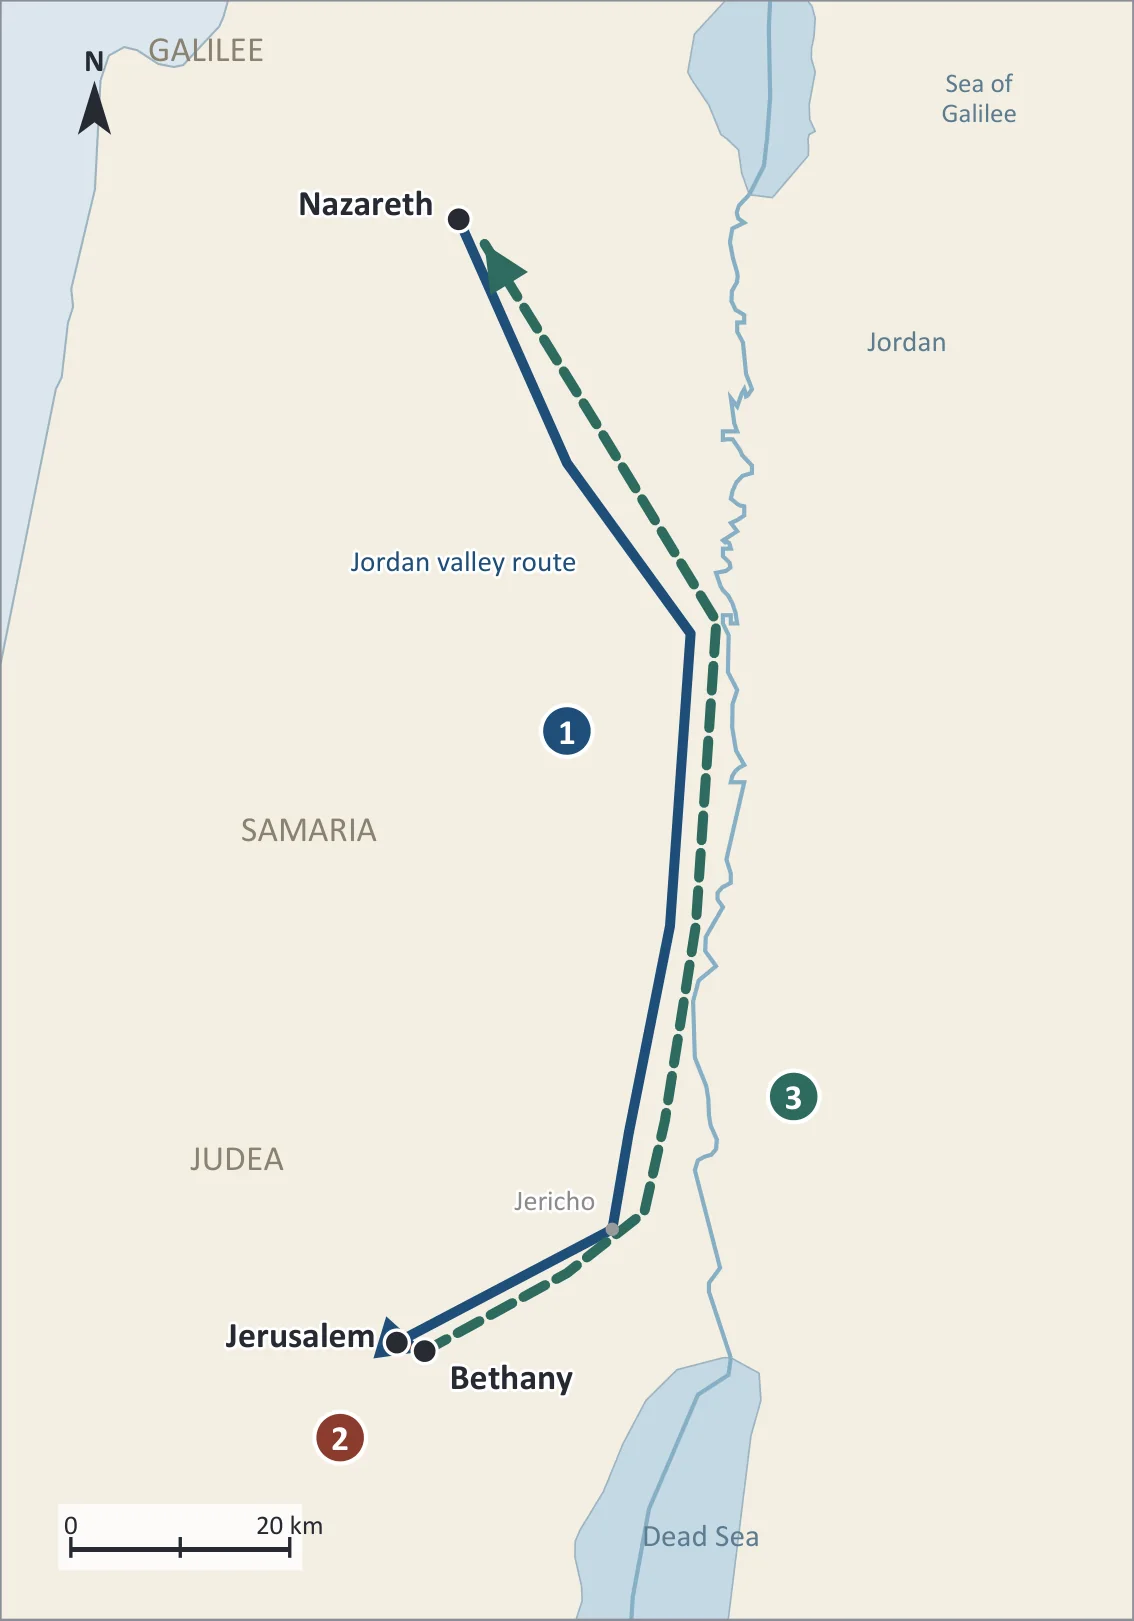 GALILEE
N
Sea of
Galilee
Nazareth
Jordan
Jordan valley route
1
SAMARIA
3
JUDEA
Jericho
Jerusalem
Bethany
2
0 20 km
Dead Sea